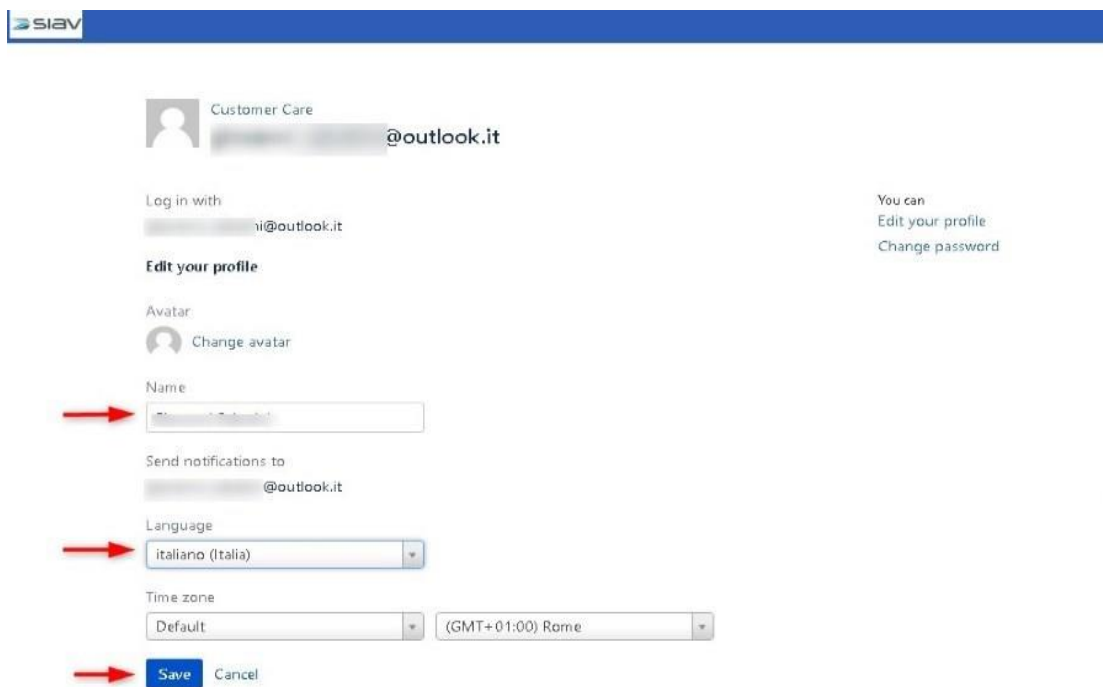 SIAV
Customer Care
@outlook.it
Log in with
ni@outlook.it
You can
Edit your profile
Change password
Edit your profile
Avatar
Change avatar
Name
Send notifications to
@outlook.it
Language
italiano (Italia)
Time zone
Default (GMT+01:00) Rome
Save Cancel